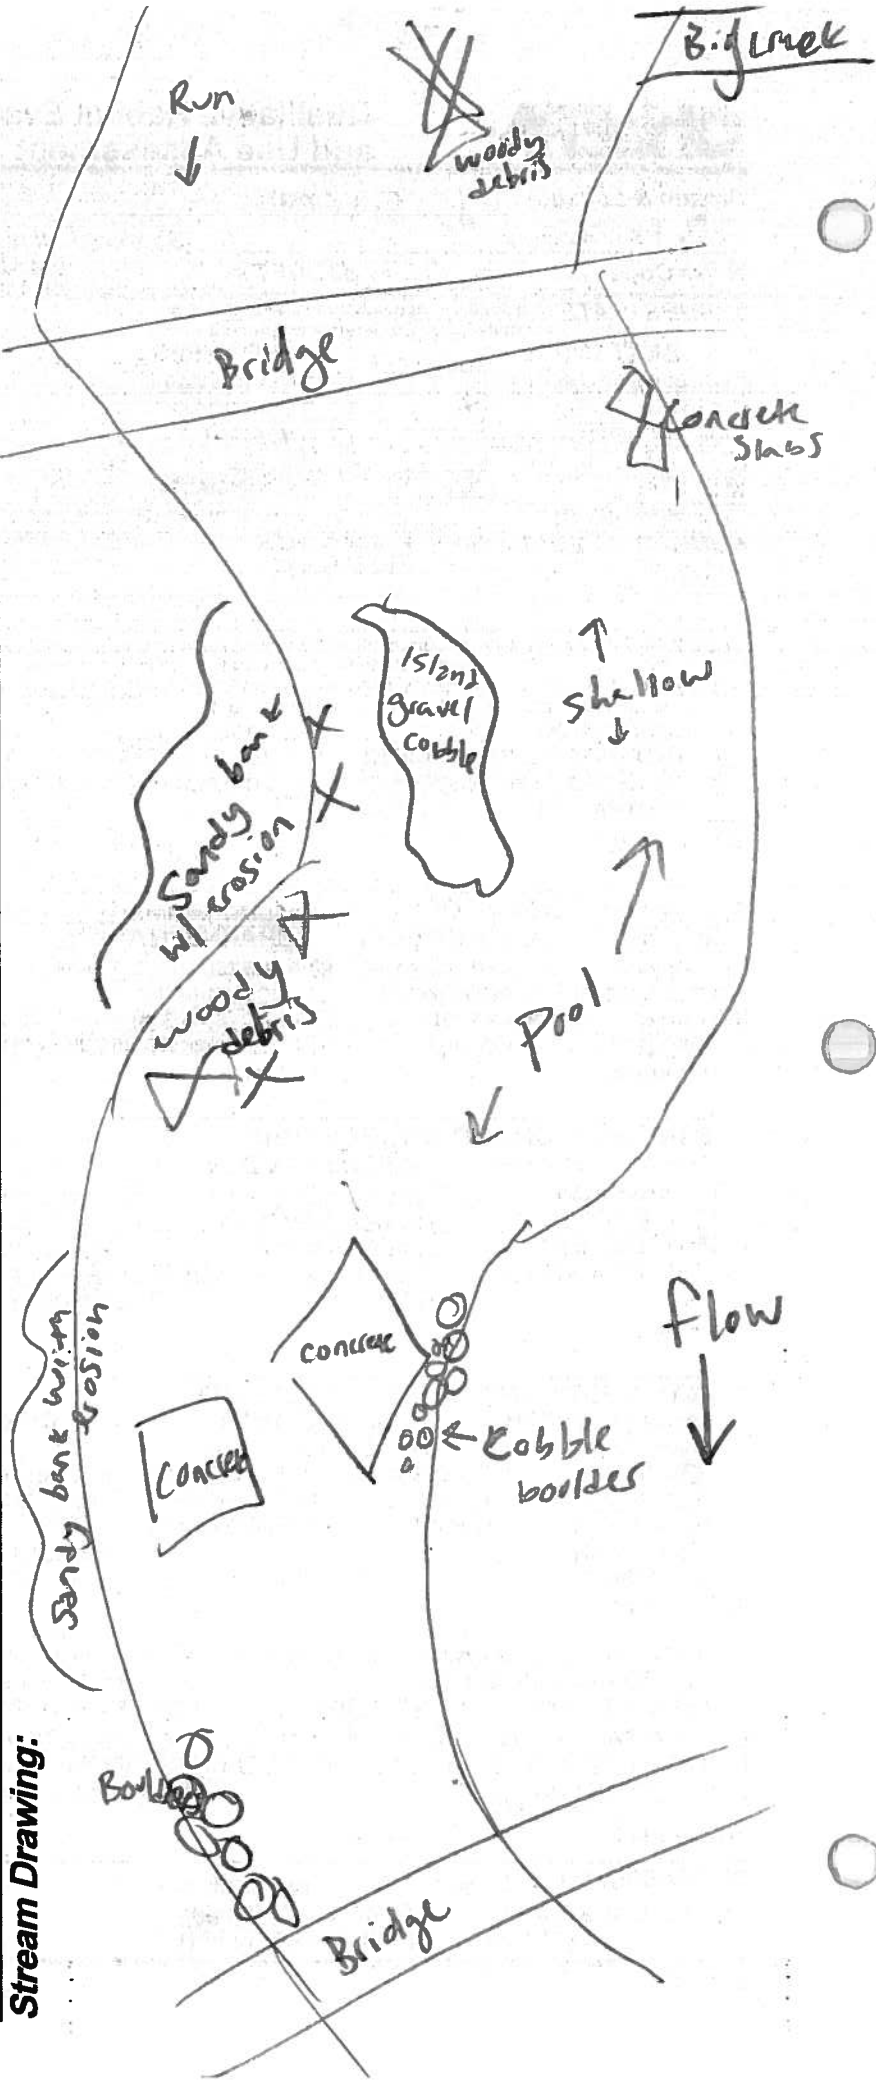 Big creek
Run
woody
debris
Bridge
Concrete
Slabs
Island
gravel
cobble
Shallow
Sandy bank
w/ erosion
woody
debris
Pool
flow
concrete
Concrete
Cobble
boulder
Sandy bank with
erosion
Boulders
Bridge
Stream Drawing: